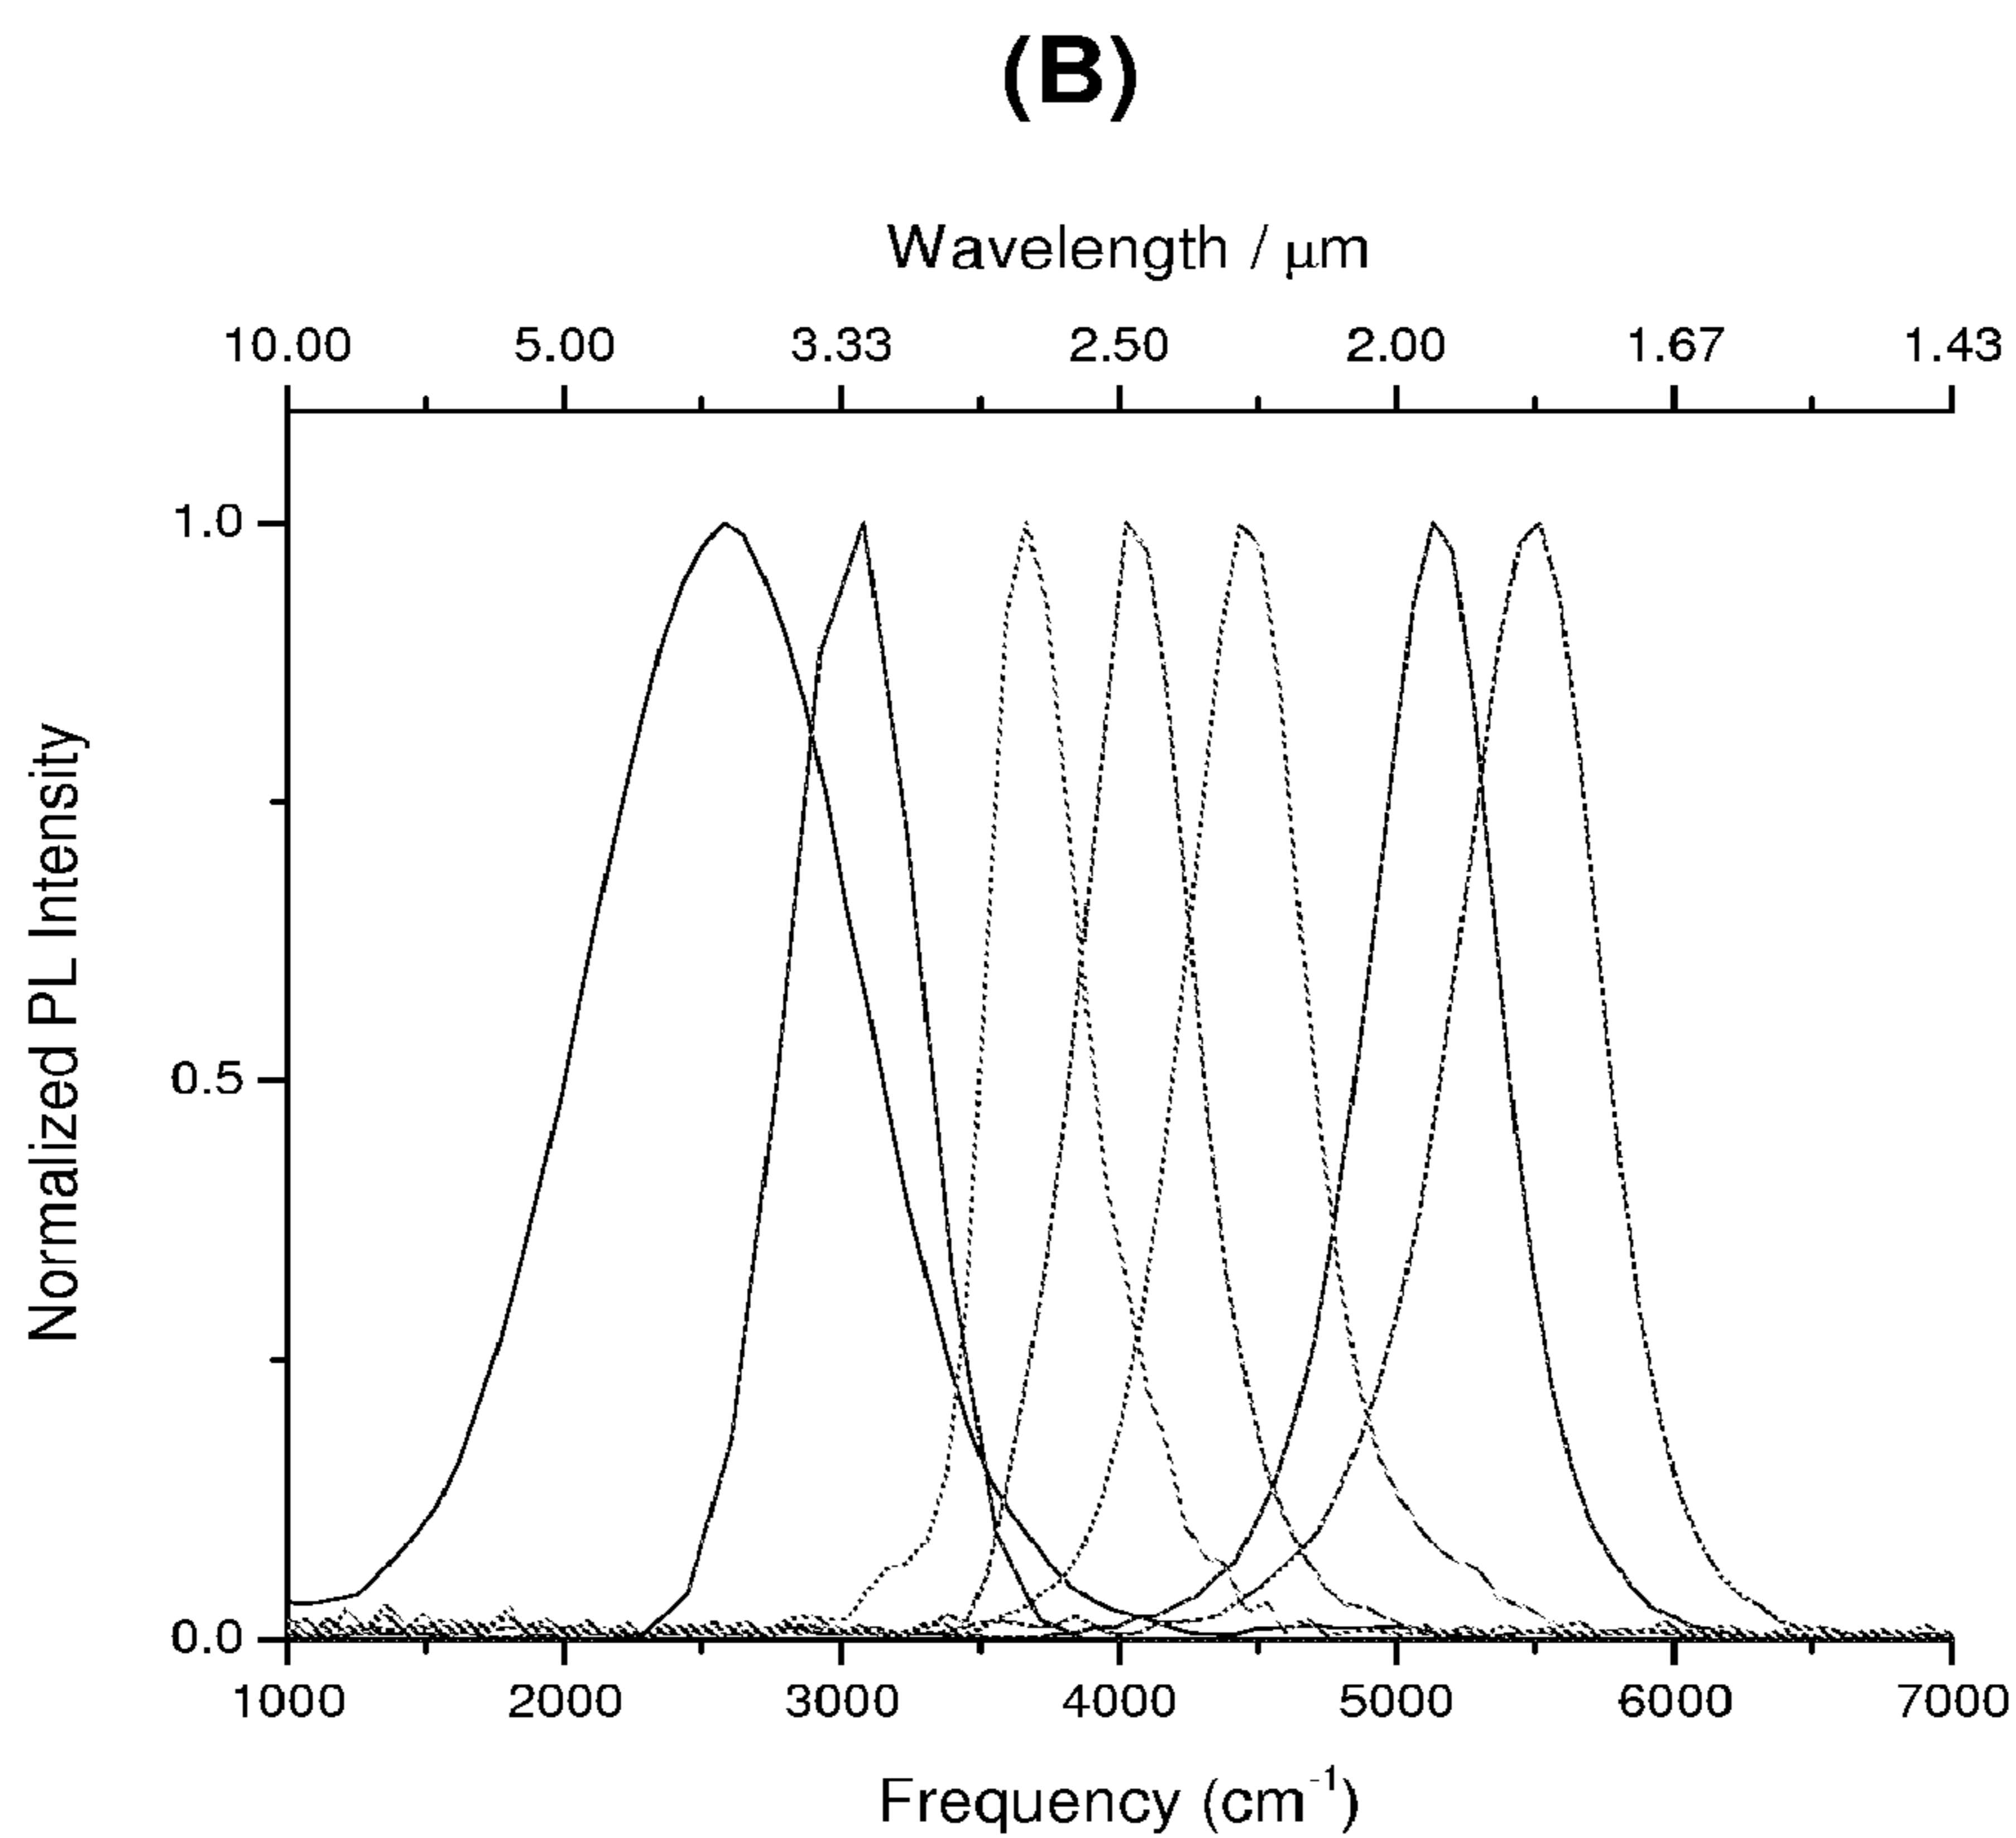 (B)
Wavelength / μm
10.00 5.00 3.33 2.50 2.00 1.67 1.43
Normalized PL Intensity
1.0
0.5
0.0
1000 2000 3000 4000 5000 6000 7000
Frequency (cm⁻¹)